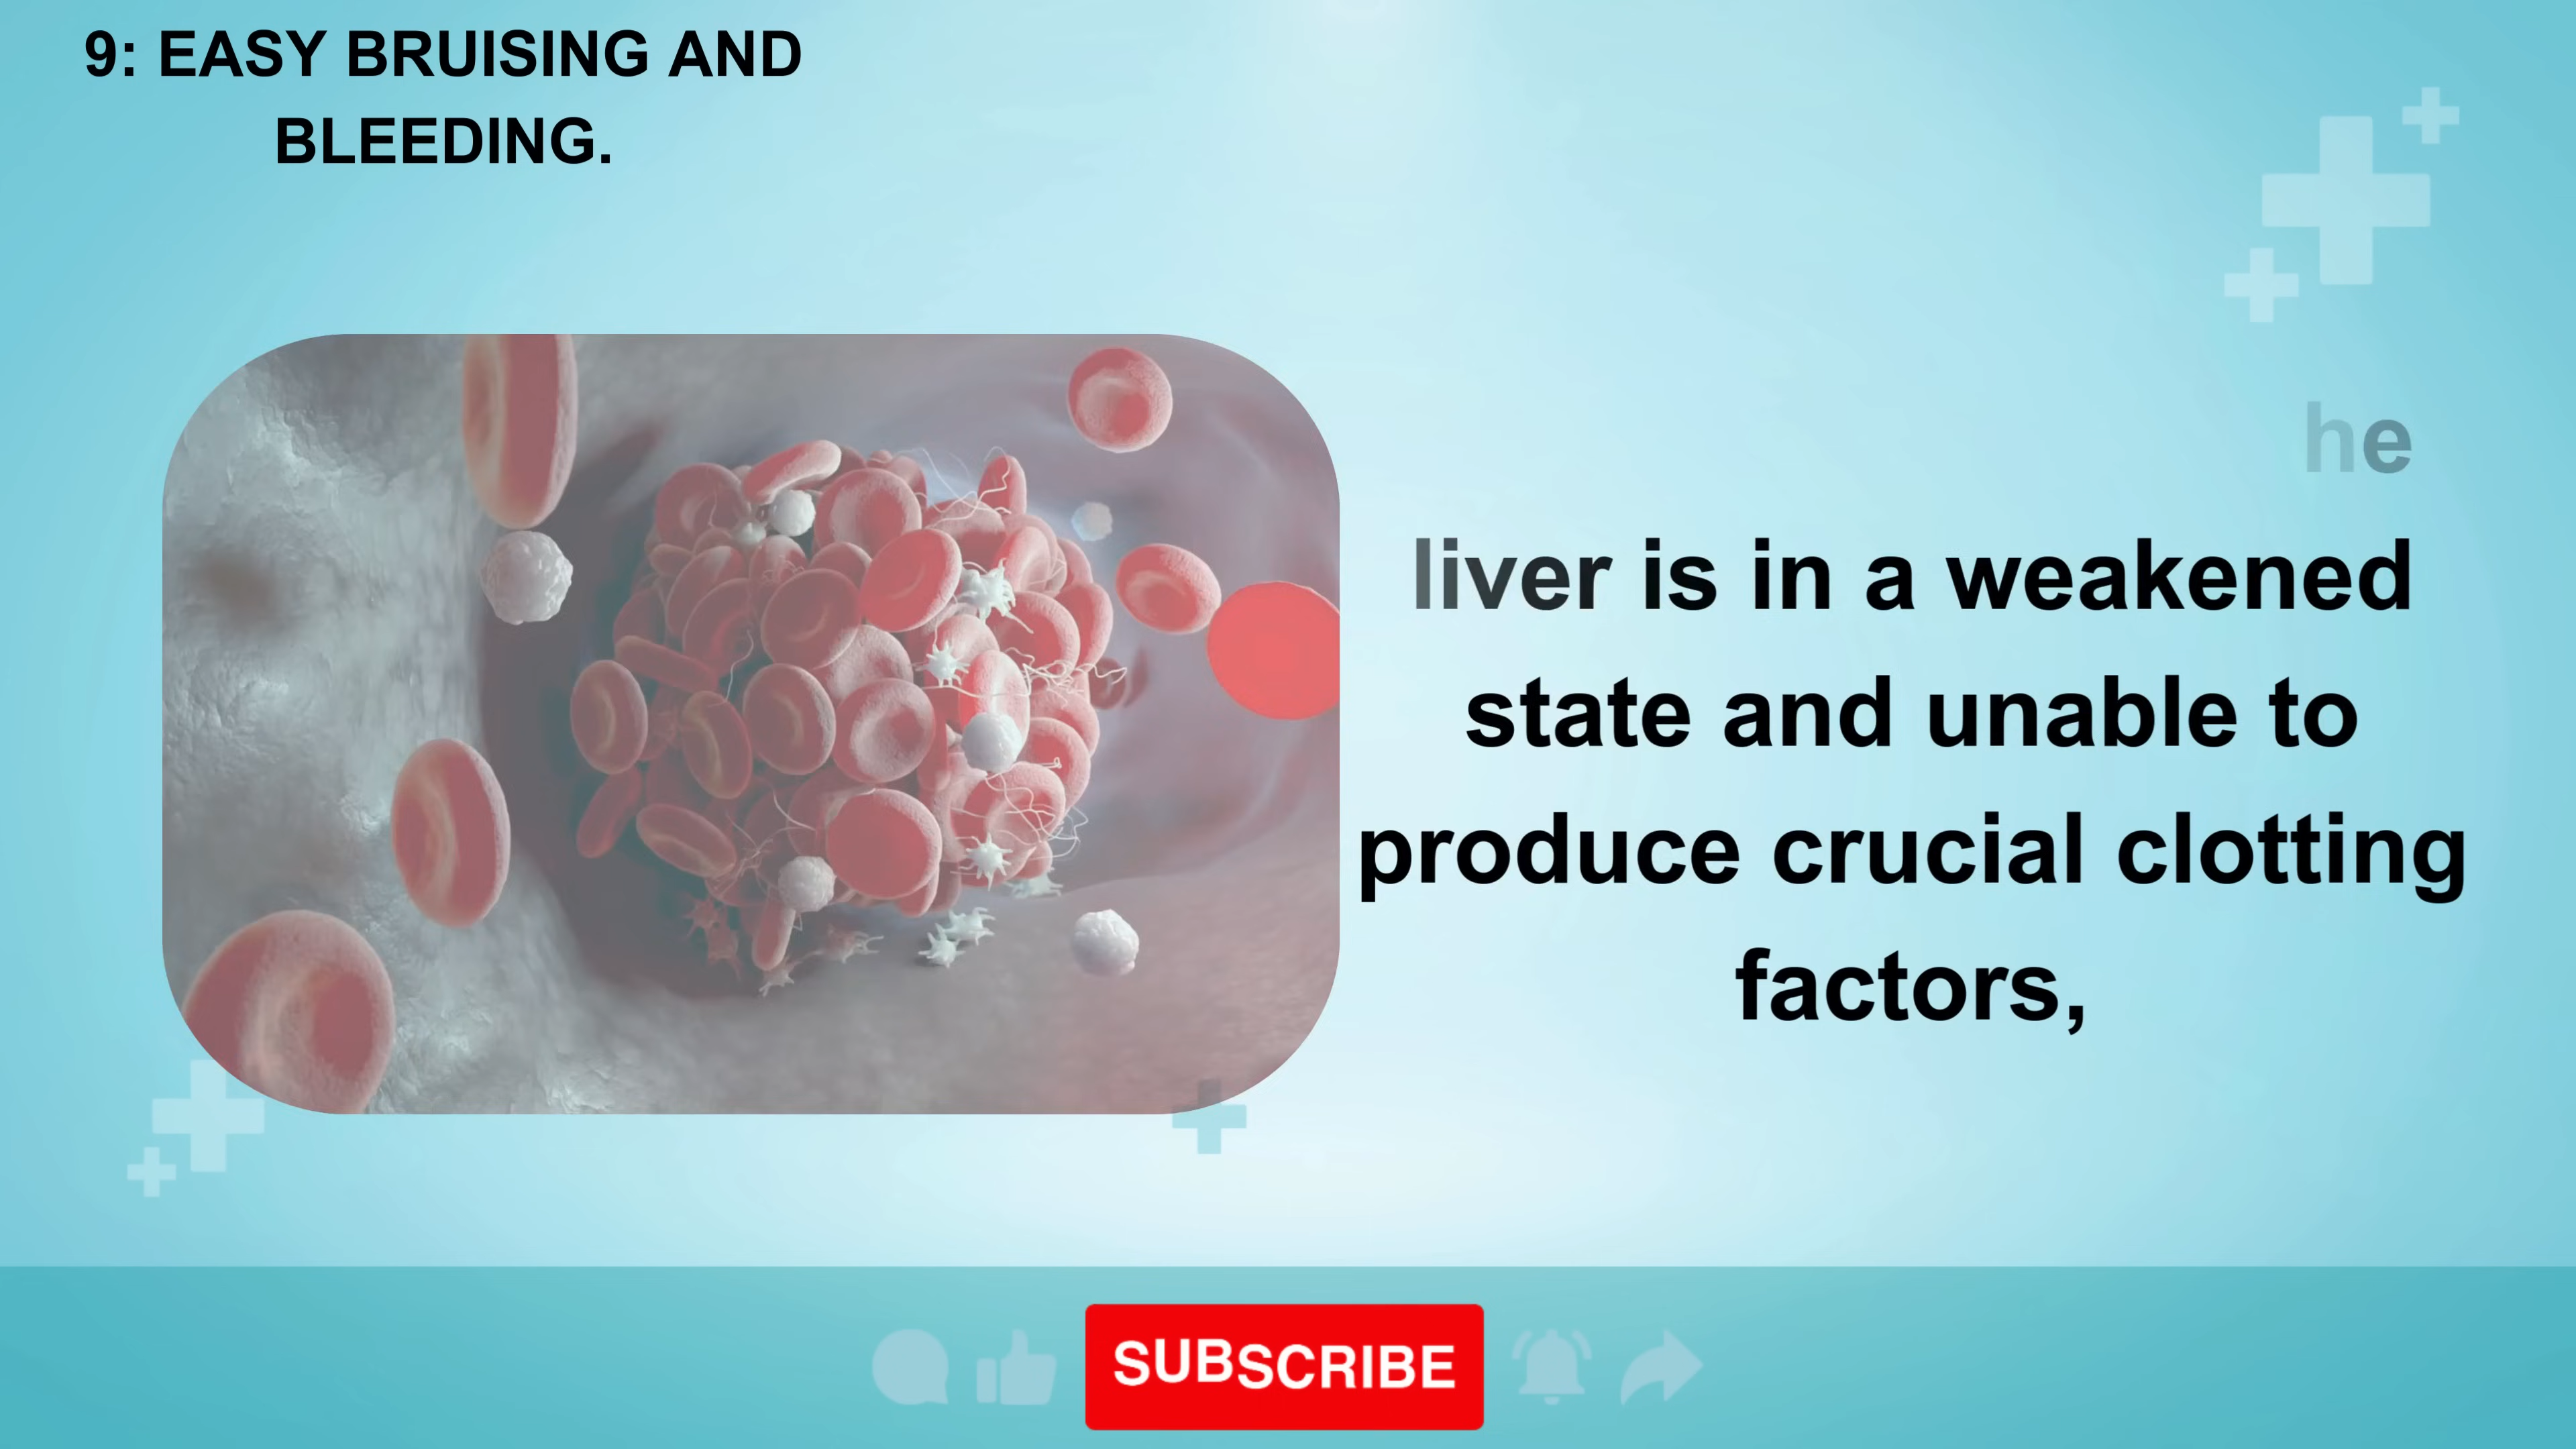 9: EASY BRUISING AND
BLEEDING.
he
liver is in a weakened
state and unable to
produce crucial clotting
factors,
SUBSCRIBE